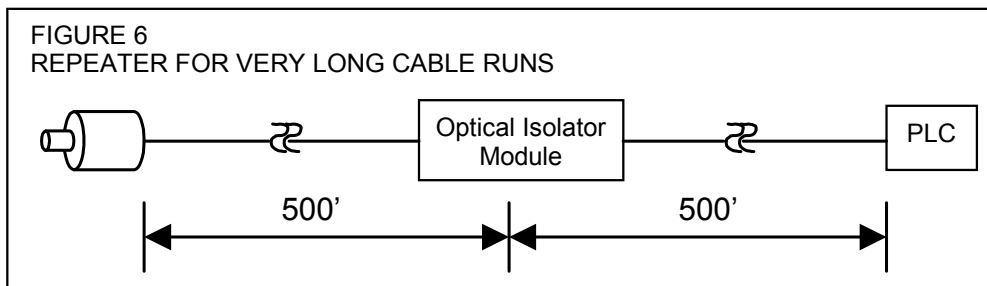 FIGURE 6
REPEATER FOR VERY LONG CABLE RUNS
Optical Isolator
Module
PLC
500’
500’